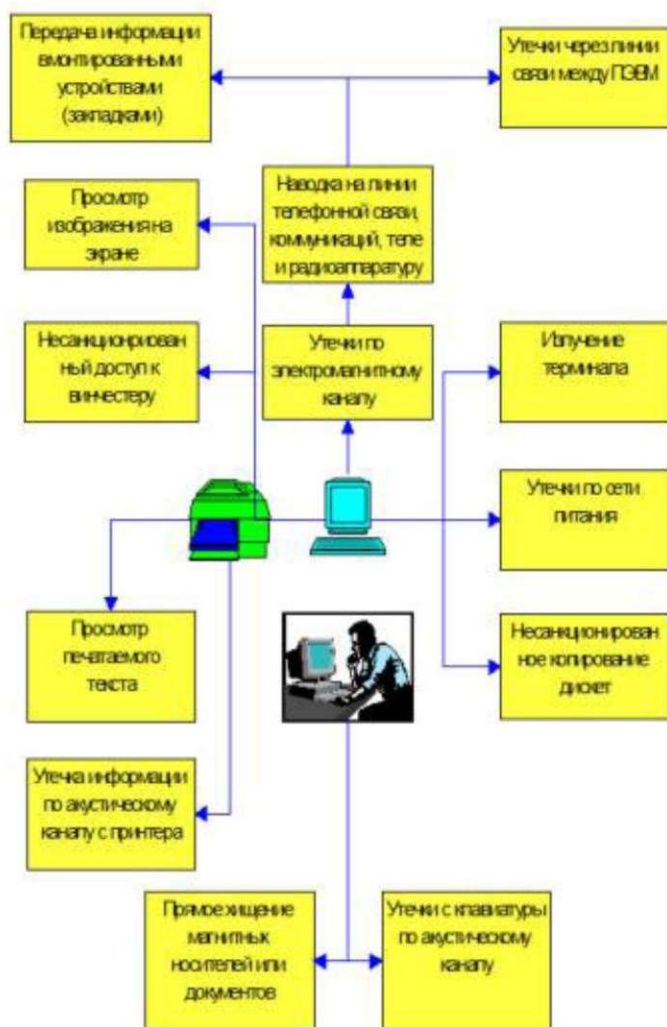 Передача информации
вмонтированными
устройствами
(закладками)
Утечки через линии
связи между ПЭВМ
Просмотр
изображения на
экране
Наводка на линии
телефонной связи,
коммуникаций, теле
и радиоаппаратуру
Несанкционриован
ный доступ к
винчестеру
Утечки по
электромагнитному
каналу
Излучение
терминала
Утечки по сети
питания
Просмотр
печатаемого
текста
Несанкционирован
ное копирование
дискет
Утечка информации
по акустическому
каналу с принтера
Прямое хищение
магнитных
носителей или
документов
Утечки с клавиатуры
по акустическому
каналу